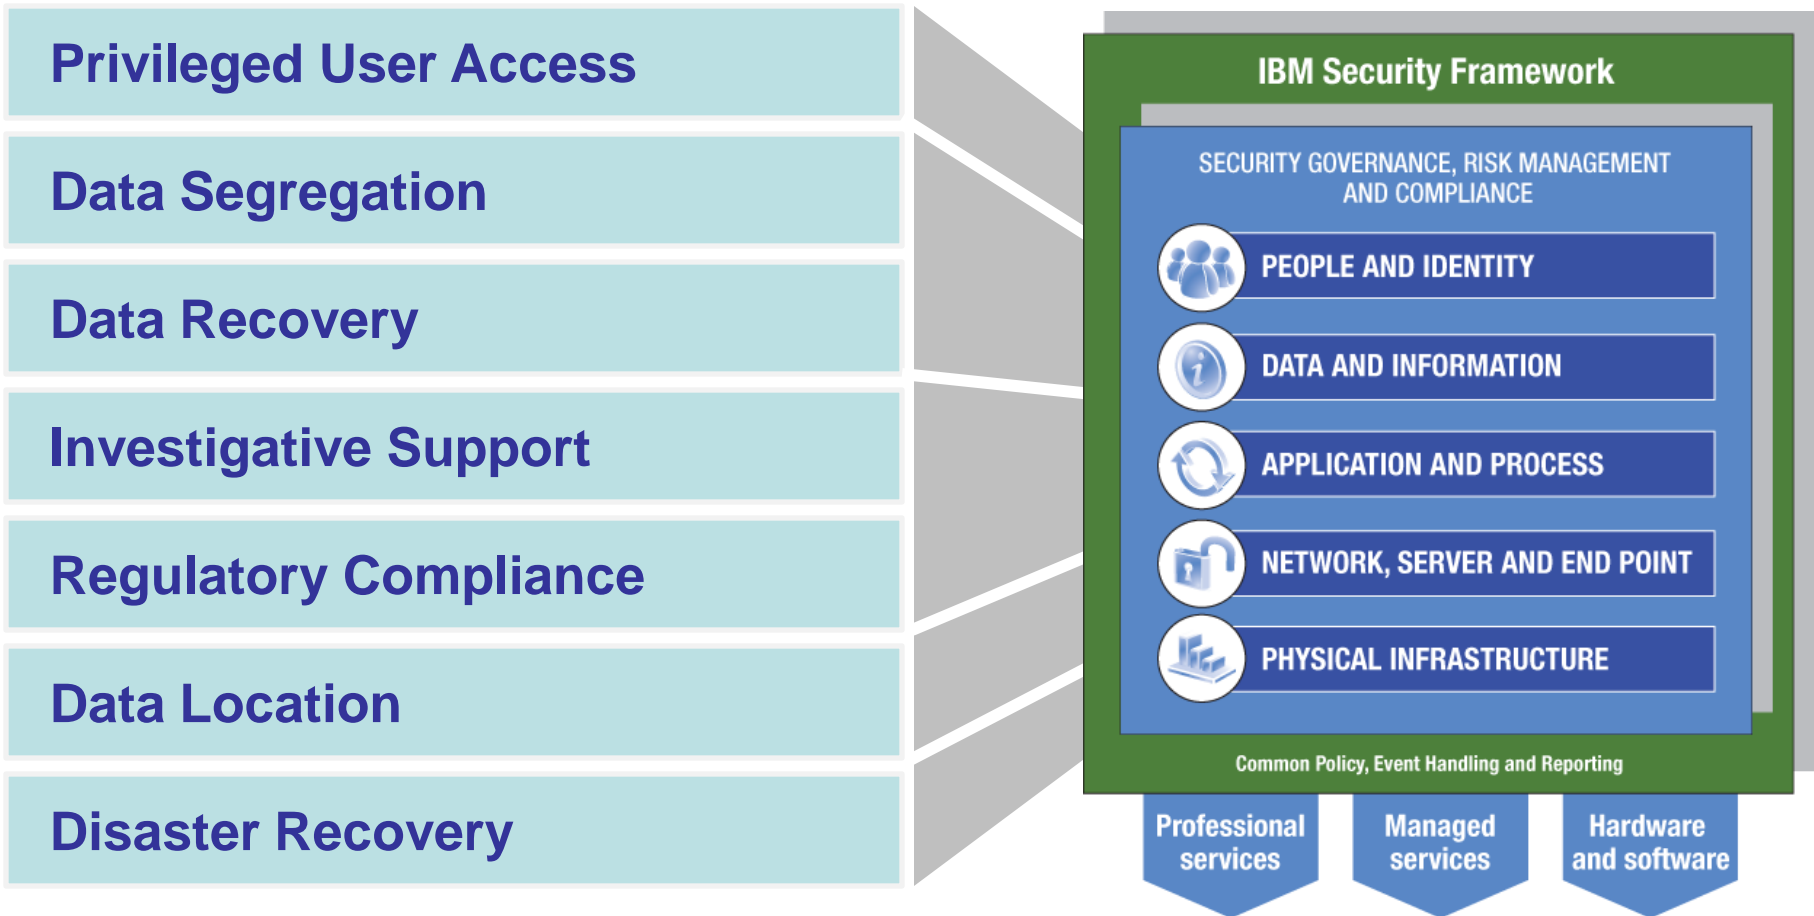 Privileged User Access
Data Segregation
Data Recovery
Investigative Support
Regulatory Compliance
Data Location
Disaster Recovery
IBM Security Framework
SECURITY GOVERNANCE, RISK MANAGEMENT
AND COMPLIANCE
PEOPLE AND IDENTITY
DATA AND INFORMATION
APPLICATION AND PROCESS
NETWORK, SERVER AND END POINT
PHYSICAL INFRASTRUCTURE
Common Policy, Event Handling and Reporting
Professional
services
Managed
services
Hardware
and software